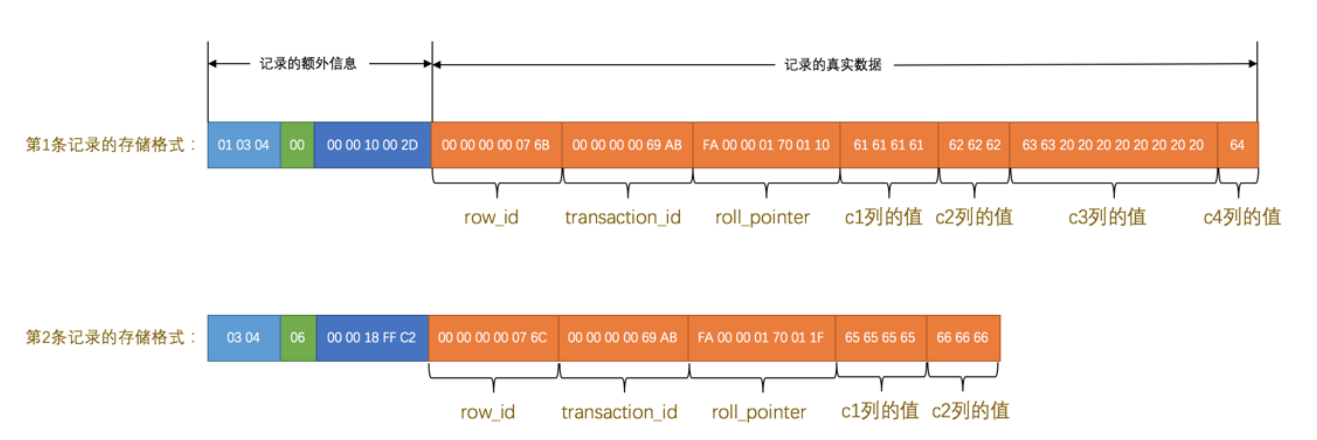 记录的额外信息 记录的真实数据
第1条记录的存储格式： 01 03 04 00 00 00 10 00 2D 00 00 00 00 07 6B 00 00 00 00 69 AB FA 00 00 01 70 01 10 61 61 61 61 62 62 62 63 63 20 20 20 20 20 20 20 20 64
row_id transaction_id roll_pointer c1列的值 c2列的值 c3列的值 c4列的值
第2条记录的存储格式： 03 04 06 00 00 18 FF C2 00 00 00 00 07 6C 00 00 00 00 69 AB FA 00 00 01 70 01 1F 65 65 65 65 66 66 66
row_id transaction_id roll_pointer c1列的值 c2列的值